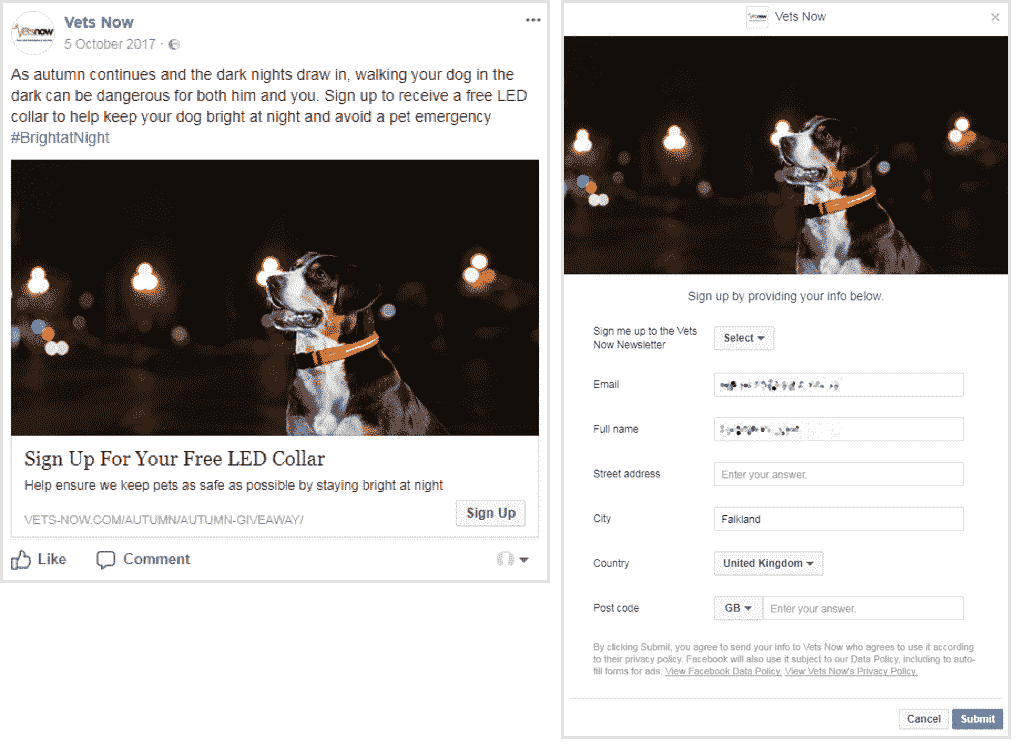 Vets Now
5 October 2017 ·
As autumn continues and the dark nights draw in, walking your dog in the
dark can be dangerous for both him and you. Sign up to receive a free LED
collar to help keep your dog bright at night and avoid a pet emergency
#BrightatNight
Sign Up For Your Free LED Collar
Help ensure we keep pets as safe as possible by staying bright at night
VETS-NOW.COM/AUTUMN/AUTUMN-GIVEAWAY/
Sign Up
Like
Comment
Vets Now
Sign up by providing your info below.
Sign me up to the Vets
Now Newsletter
Select
Email
Full name
Street address
Enter your answer.
City
Falkland
Country
United Kingdom
Post code
GB
Enter your answer.
By clicking Submit, you agree to send your info to Vets Now who agrees to use it according
to their privacy policy. Facebook will also use it subject to our Data Policy, including to auto-
fill forms for ads. View Facebook Data Policy. View Vets Now's Privacy Policy.
Cancel
Submit